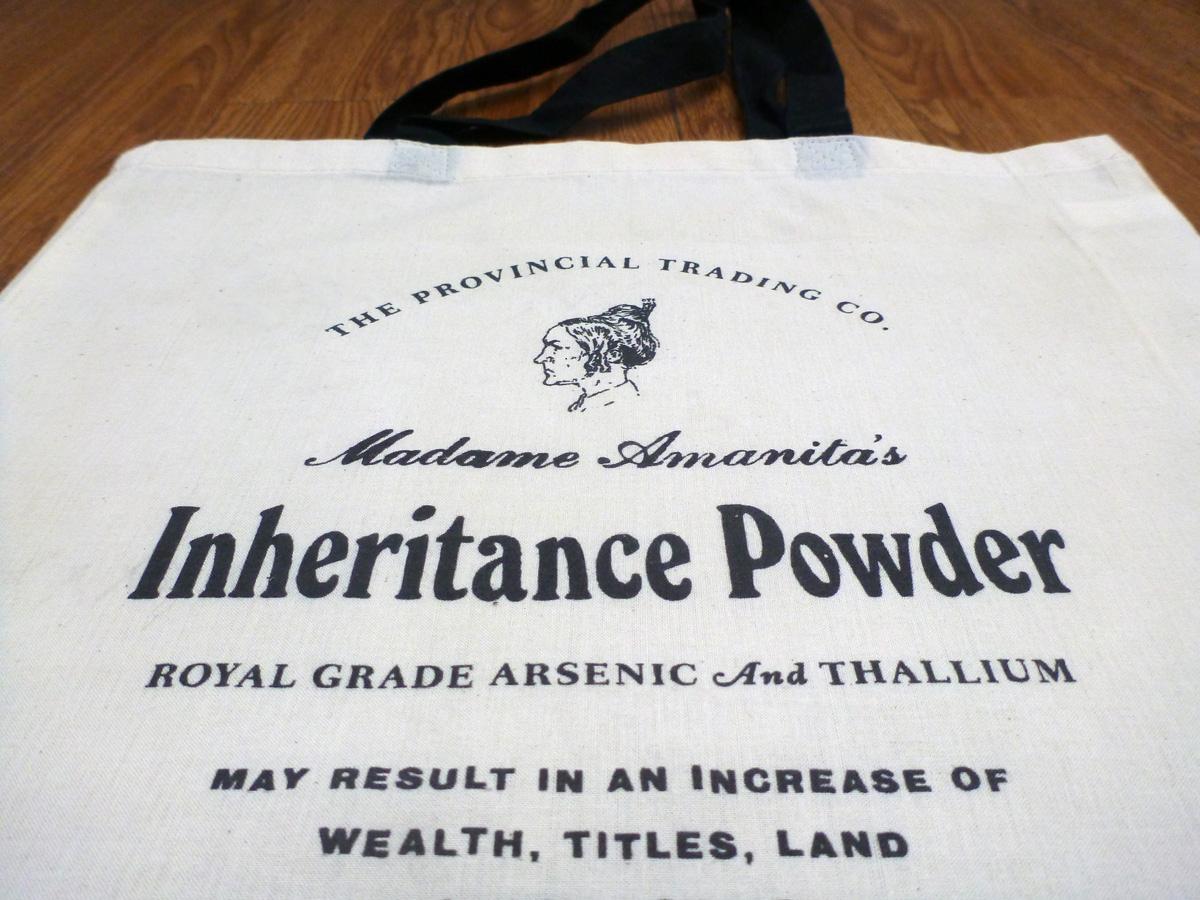 THE PROVINCIAL TRADING CO.
Madame Amanita's
Inheritance Powder
ROYAL GRADE ARSENIC And THALLIUM
MAY RESULT IN AN INCREASE OF
WEALTH, TITLES, LAND